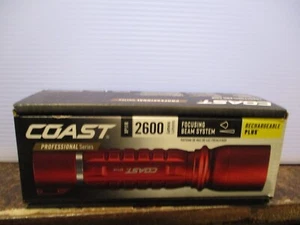 COAST
PROFESSIONAL Series
2600
FOCUSING
BEAM SYSTEM
RECHARGEABLE
PLUS
COAST